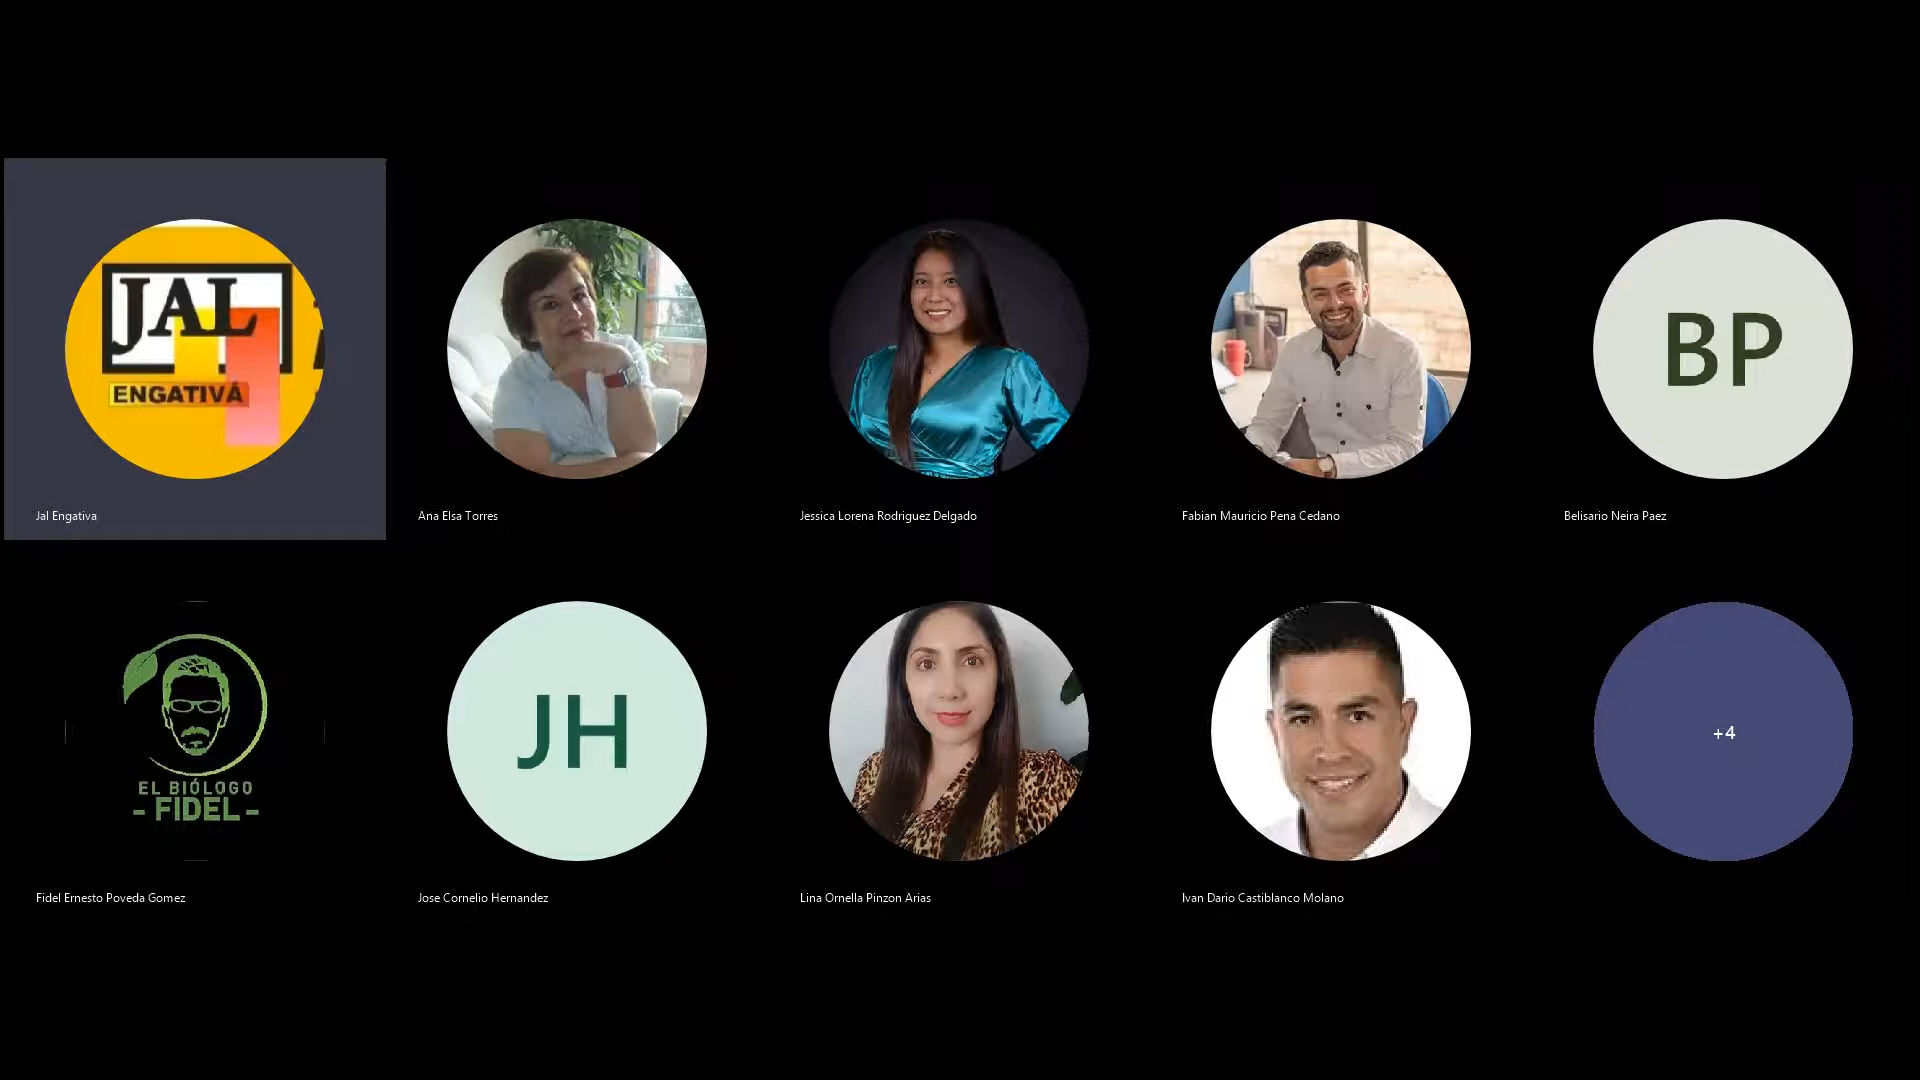 JAL
ENGATIVÁ
BP
Jal Engativa
Ana Elsa Torres
Jessica Lorena Rodriguez Delgado
Fabian Mauricio Pena Cedano
Belisario Neira Paez
EL BIÓLOGO
- FIDEL -
JH
+4
Fidel Ernesto Poveda Gomez
Jose Cornelio Hernandez
Lina Ornella Pinzon Arias
Ivan Dario Castiblanco Molano